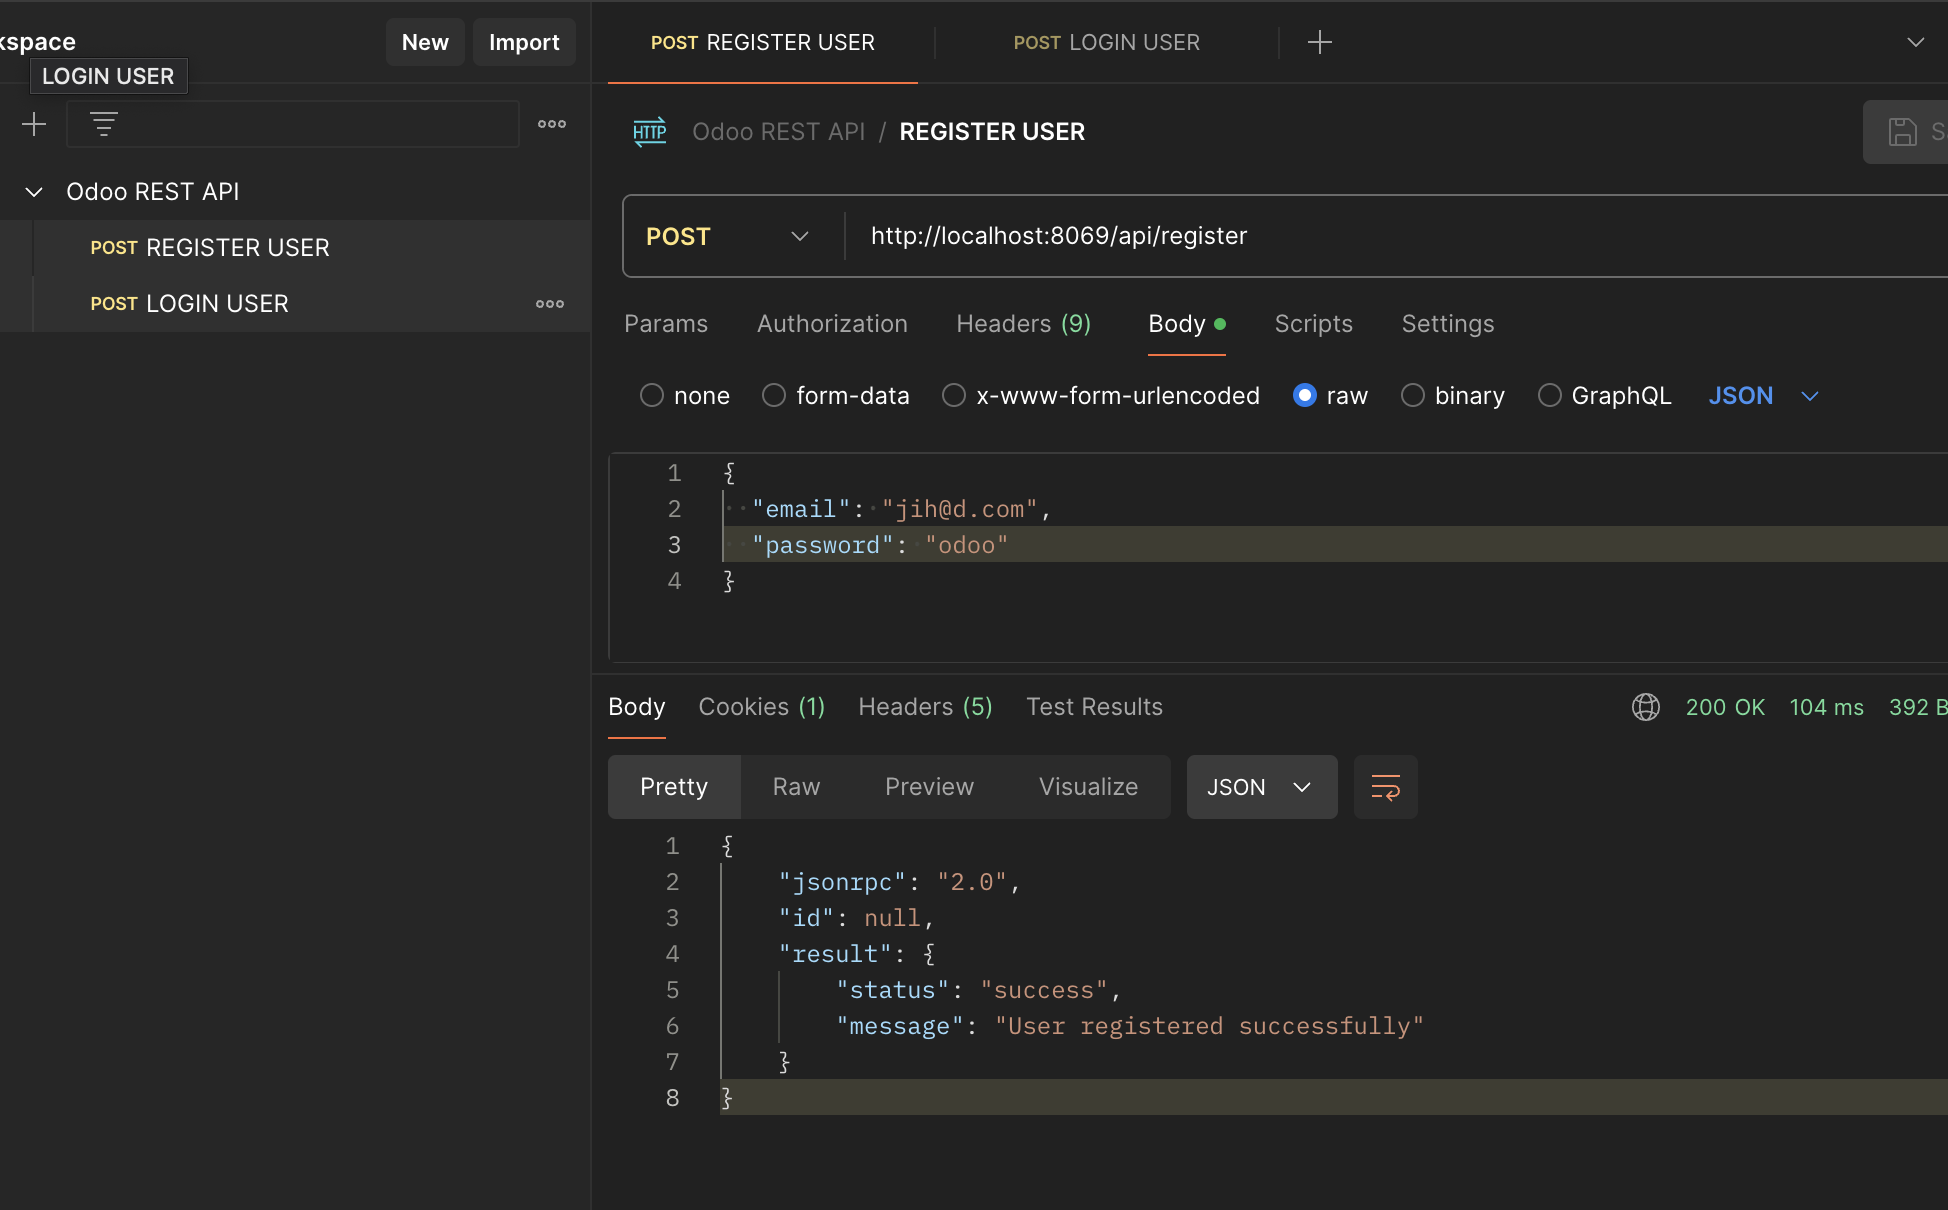 kspace
New
Import
LOGIN USER
Odoo REST API
POST REGISTER USER
POST LOGIN USER
POST REGISTER USER
POST LOGIN USER
HTTP
Odoo REST API / REGISTER USER
POST
http://localhost:8069/api/register
Params
Authorization
Headers (9)
Body
Scripts
Settings
none
form-data
x-www-form-urlencoded
raw
binary
GraphQL
JSON
1 {
2 "email": "jih@d.com",
3 "password": "odoo"
4 }
Body
Cookies (1)
Headers (5)
Test Results
200 OK
104 ms
392 B
Pretty
Raw
Preview
Visualize
JSON
1 {
2 "jsonrpc": "2.0",
3 "id": null,
4 "result": {
5 "status": "success",
6 "message": "User registered successfully"
7 }
8 }